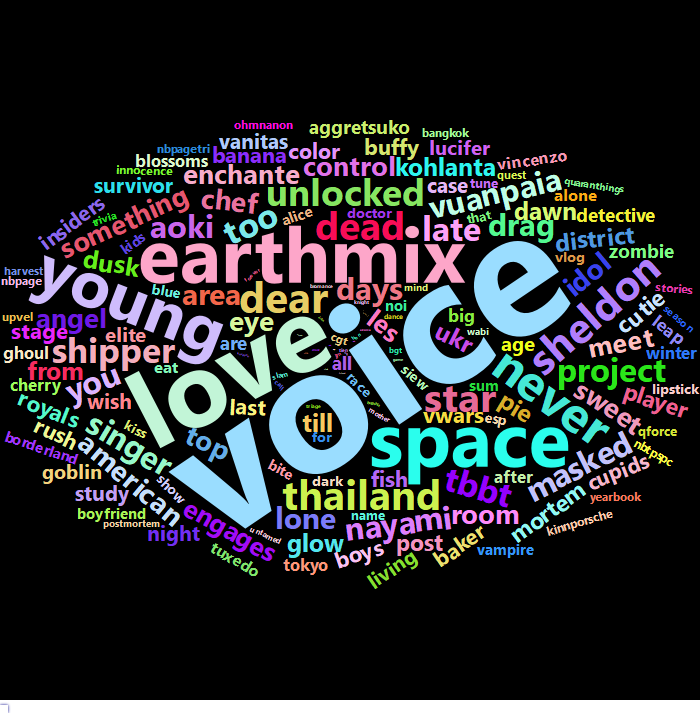 ohmnanon
aggretsuko
bangkok
nbpagetri
vanitas
buffy
lucifer
blossoms
banana
color
control
kohlanta
vincenzo
innocence
enchante
case
tune
quest
quaranthings
survivor
unlocked
vuanpaia
alone
insiders
trivia
something
chef
too
alice
doctor
dead
late
that
drag
dawn
detective
kids
aoki
earthmix
district
vlog
zombie
dusk
harvest
nbpage
young
blue
area
dear
days
mind
noi
big
idol
sheldon
stories
cutie
season
leap
upvel
angel
stage
elite
are
eye
love
voice
les
ukr
wabi
age
meet
winter
ghoul
shipper
eat
all
cgt
bgt
never
project
from
you
cherry
wish
last
race
siew
star
sum
pie
sweet
player
lipstick
royals
rush
singer
kiss
top
till
for
vwars
esp
qforce
borderland
american
space
masked
nbtpspc
goblin
show
bite
dark
fish
tbbt
after
cupids
study
thailand
mortem
yearbook
boyfriend
engages
lone
name
nayami
room
kinnporsche
postmortem
night
untamed
glow
boys
post
baker
vampire
tuxedo
tokyo
living